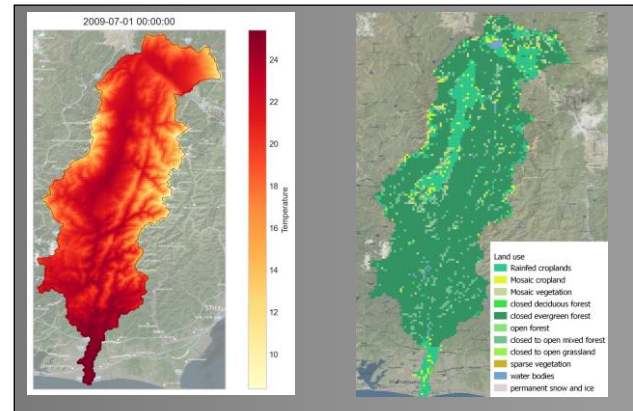 2009-07-01 00:00:00
24
22
20
18
16
14
12
10
Temperature
Land use
Rainfed croplands
Mosaic cropland
Mosaic vegetation
closed deciduous forest
closed evergreen forest
open forest
closed to open mixed forest
closed to open grassland
sparse vegetation
water bodies
permanent snow and ice